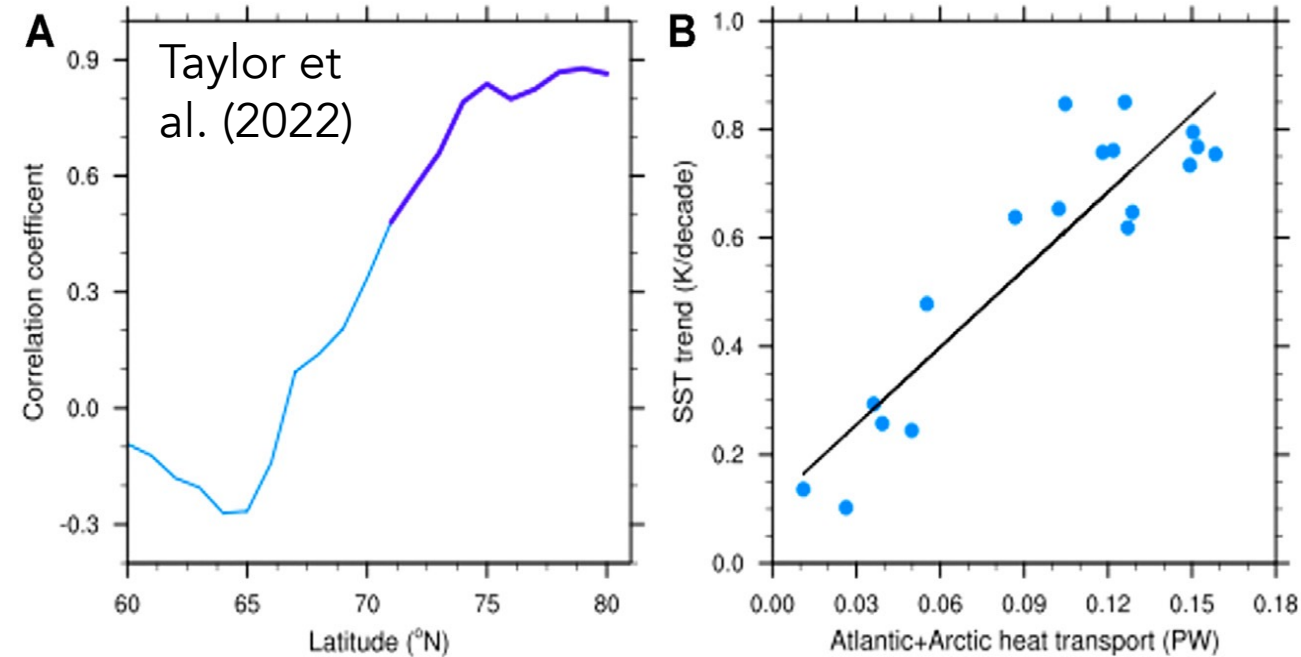 A
Taylor et
al. (2022)
0.9
0.6
0.3
0.0
-0.3
Correlation coefficent
60
65
70
75
80
Latitude (°N)
B
1.0
0.8
0.6
0.4
0.2
0.0
SST trend (K/decade)
0.00
0.03
0.06
0.09
0.12
0.15
0.18
Atlantic+Arctic heat transport (PW)